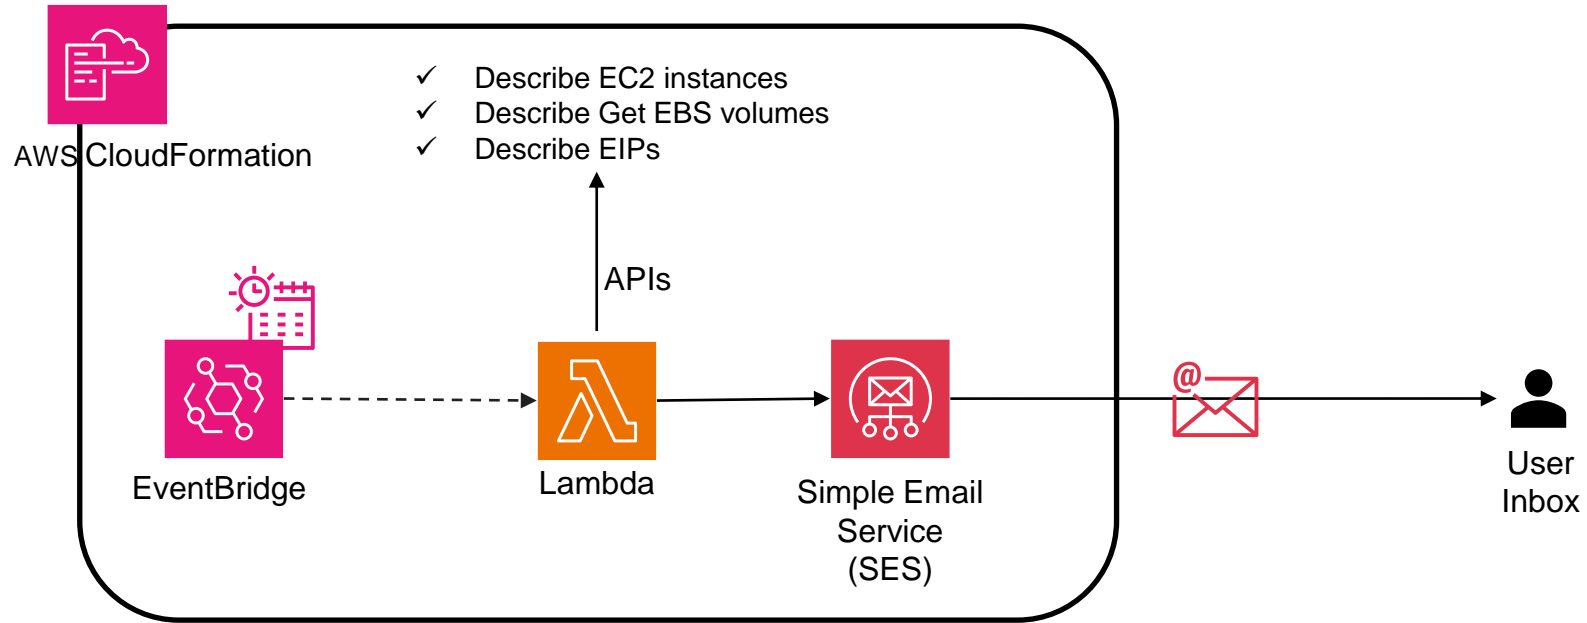 Describe EC2 instances
Describe Get EBS volumes
Describe EIPs
AWS CloudFormation
APIs
@
EventBridge
Lambda
Simple Email
Service
(SES)
User
Inbox